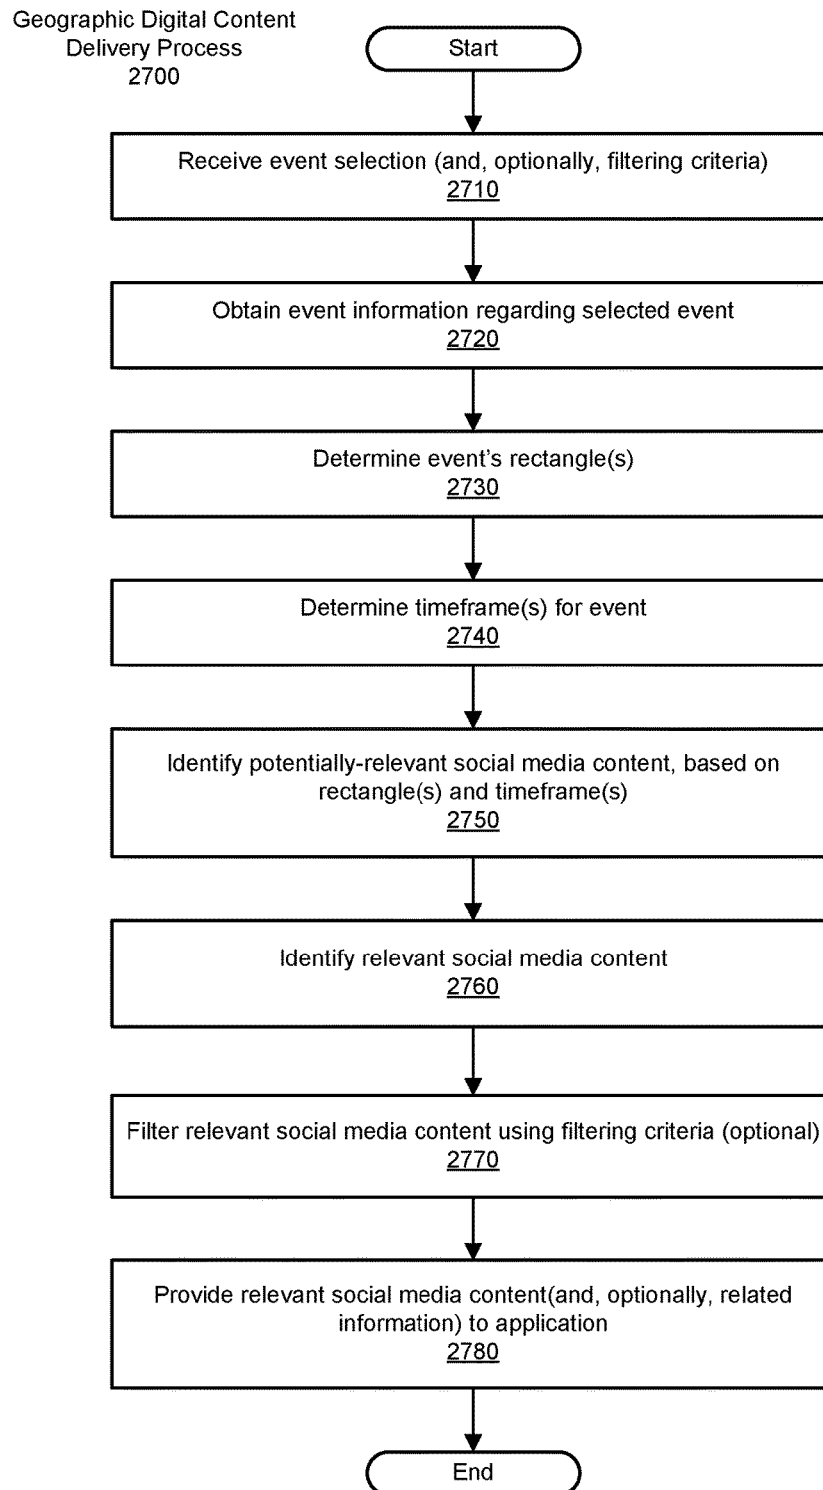 Geographic Digital Content
Delivery Process
2700
Start
Receive event selection (and, optionally, filtering criteria)
2710
Obtain event information regarding selected event
2720
Determine event's rectangle(s)
2730
Determine timeframe(s) for event
2740
Identify potentially-relevant social media content, based on
rectangle(s) and timeframe(s)
2750
Identify relevant social media content
2760
Filter relevant social media content using filtering criteria (optional)
2770
Provide relevant social media content(and, optionally, related
information) to application
2780
End